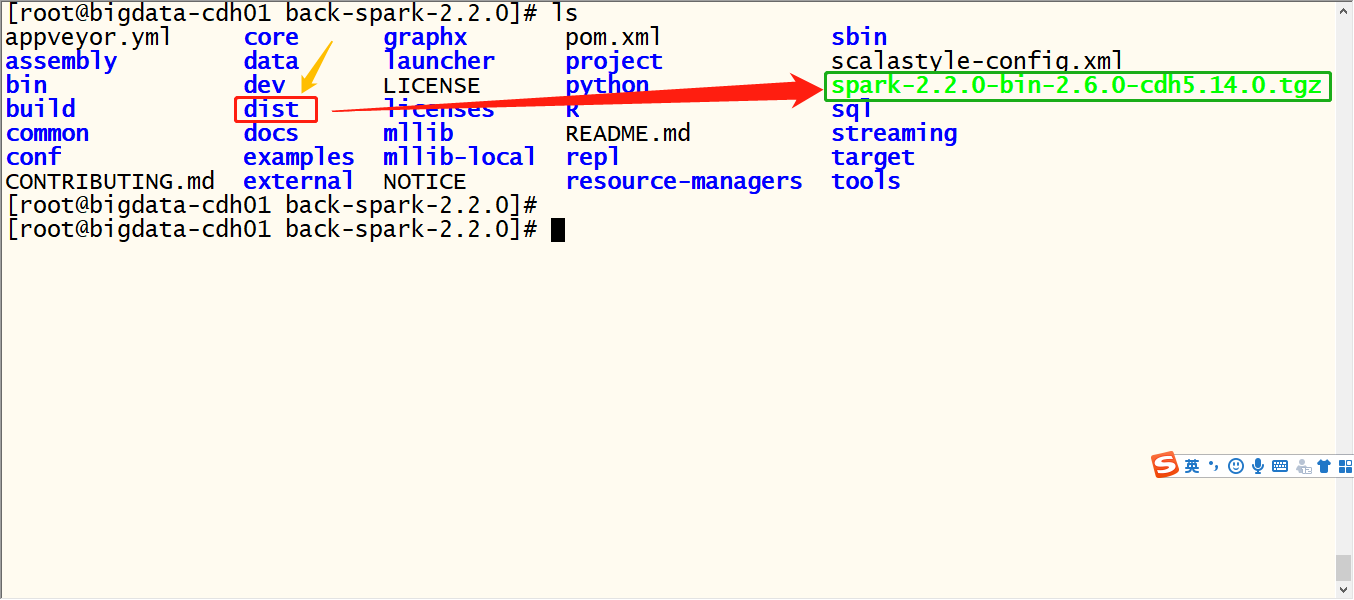 [root@bigdata-cdh01 back-spark-2.2.0]# ls
appveyor.yml core graphx pom.xml sbin
assembly data launcher project scalastyle-config.xml
bin dev LICENSE python spark-2.2.0-bin-2.6.0-cdh5.14.0.tgz
build dist licenses R sql
common docs mllib README.md streaming
conf examples mllib-local repl target
CONTRIBUTING.md external NOTICE resource-managers tools
[root@bigdata-cdh01 back-spark-2.2.0]#
[root@bigdata-cdh01 back-spark-2.2.0]#
S 英